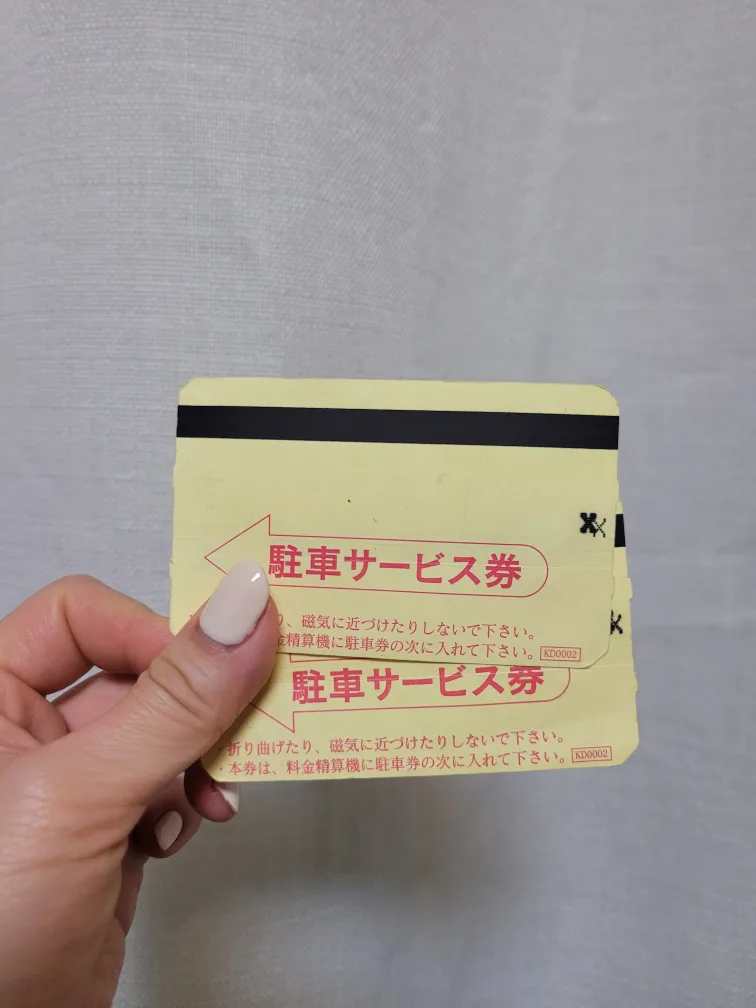 駐車サービス券
り、磁気に近づけたりしないで下さい。
金精算機に駐車券の次に入れて下さい。 KD0002
駐車サービス券
・折り曲げたり、磁気に近づけたりしないで下さい。
・本券は、料金精算機に駐車券の次に入れて下さい。 KD0002